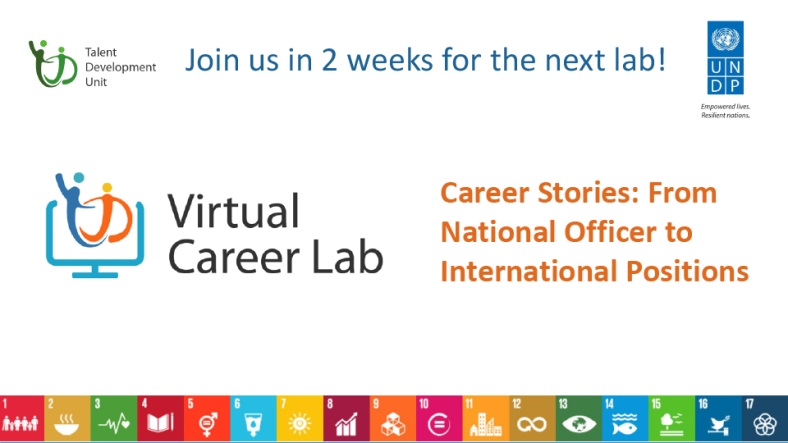 Talent
Development
Unit
Join us in 2 weeks for the next lab!
U N
D P
Empowered lives.
Resilient nations.
Virtual
Career Lab
Career Stories: From
National Officer to
International Positions
1 2 3 4 5 6 7 8 9 10 11 12 13 14 15 16 17